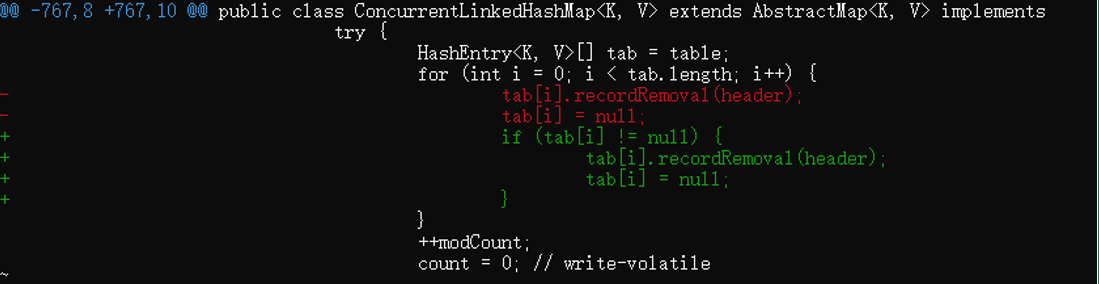 @@ -767,8 +767,10 @@ public class ConcurrentLinkedHashMap<K, V> extends AbstractMap<K, V> implements
try {
HashEntry<K, V>[] tab = table;
for (int i = 0; i < tab.length; i++) {
- tab[i].recordRemoval(header);
- tab[i] = null;
+ if (tab[i] != null) {
+ tab[i].recordRemoval(header);
+ tab[i] = null;
+ }
}
++modCount;
count = 0; // write-volatile
~